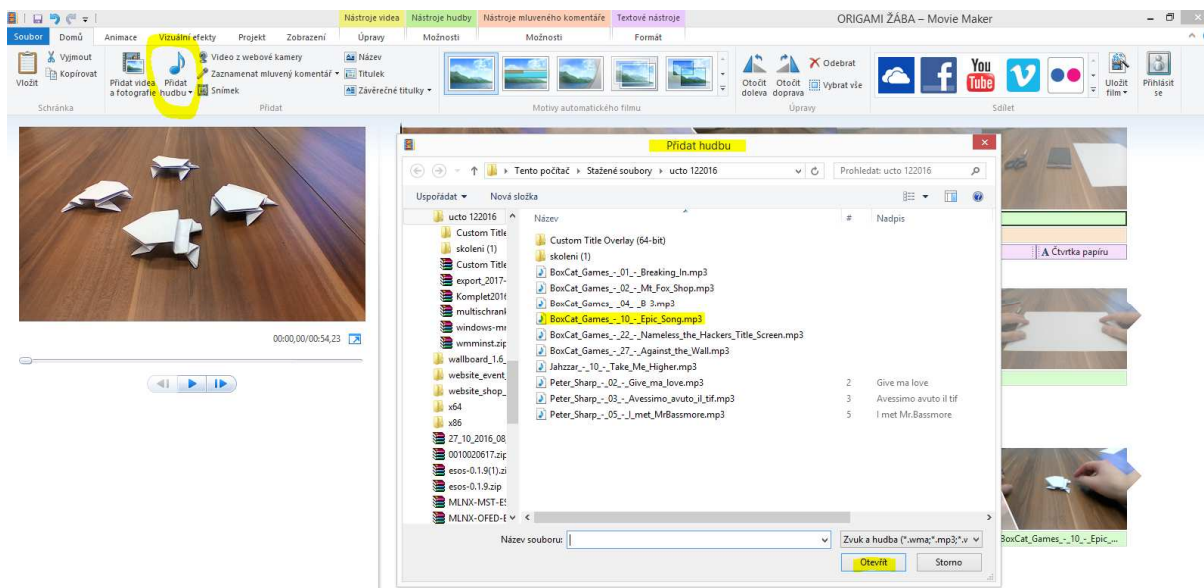 Nástroje videa Nástroje hudby Nástroje mluveného komentáře Textové nástroje ORIGAMI ŽÁBA – Movie Maker
Soubor Domů Animace Vizuální efekty Projekt Zobrazení Úpravy Možnosti Možnosti Formát
Vložit
Vyjmout
Kopírovat
Schránka
Přidat videa a fotografie
Přidat hudbu
Video z webové kamery
Zaznamenat mluvený komentář
Snímek
Název
Titulek
Závěrečné titulky
Přidat
Motivy automatického filmu
Otočit doleva
Otočit doprava
Odebrat
Vybrat vše
Úpravy
You Tube
Sdílet
Uložit film
Přihlásit se
00:00,00/00:54,23
Přidat hudbu
Tento počítač Stažené soubory ucto 122016
Prohledat: ucto 122016
Uspořádat Nová složka
ucto 122016
Custom Title
skoleni (1)
Custom Title
export_2017-
Komplet2016
multischrank
windows-mr
wmminst.zip
wallboard_1.6_
website_event_
website_shop_
x64
x86
27_10_2016_08_
0010020617.zip
esos-0.1.9(1).zi
esos-0.1.9.zip
MLNX-MST-ES
MLNX-OFED-E
Název # Nadpis
Custom Title Overlay (64-bit)
skoleni (1)
BoxCat_Games_-_01_-_Breaking_In.mp3
BoxCat_Games_-_02_-_Mt_Fox_Shop.mp3
BoxCat_Games_-_04_-_B-3.mp3
BoxCat_Games_-_10_-_Epic_Song.mp3
BoxCat_Games_-_22_-_Nameless_the_Hackers_Title_Screen.mp3
BoxCat_Games_-_27_-_Against_the_Wall.mp3
Jahzzar_-_10_-_Take_Me_Higher.mp3
Peter_Sharp_-_02_-_Give_ma_love.mp3 2 Give ma love
Peter_Sharp_-_03_-_Avessimo_avuto_il_tif.mp3 3 Avessimo avuto il tif
Peter_Sharp_-_05_-_I_met_MrBassmore.mp3 5 I met Mr.Bassmore
Název souboru:
Zvuk a hudba (*.wma;*.mp3;*.v
Otevřít Storno
A Čtvrtka papíru
BoxCat_Games_-_10_-_Epic_...